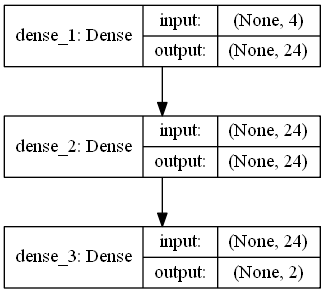 dense_1: Dense
input: (None, 4)
output: (None, 24)
dense_2: Dense
input: (None, 24)
output: (None, 24)
dense_3: Dense
input: (None, 24)
output: (None, 2)